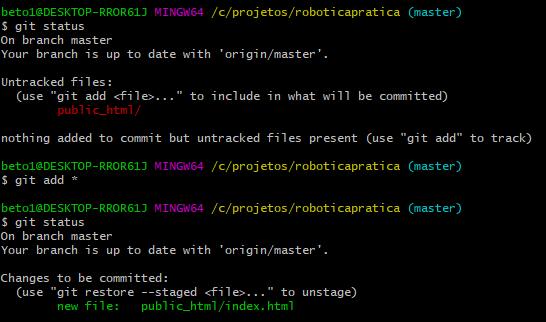 beto1@DESKTOP-RROR61J MINGW64 /c/projetos/roboticapratica (master)
$ git status
On branch master
Your branch is up to date with 'origin/master'.
Untracked files:
(use "git add <file>..." to include in what will be committed)
public_html/
nothing added to commit but untracked files present (use "git add" to track)
beto1@DESKTOP-RROR61J MINGW64 /c/projetos/roboticapratica (master)
$ git add *
beto1@DESKTOP-RROR61J MINGW64 /c/projetos/roboticapratica (master)
$ git status
On branch master
Your branch is up to date with 'origin/master'.
Changes to be committed:
(use "git restore --staged <file>..." to unstage)
new file:   public_html/index.html